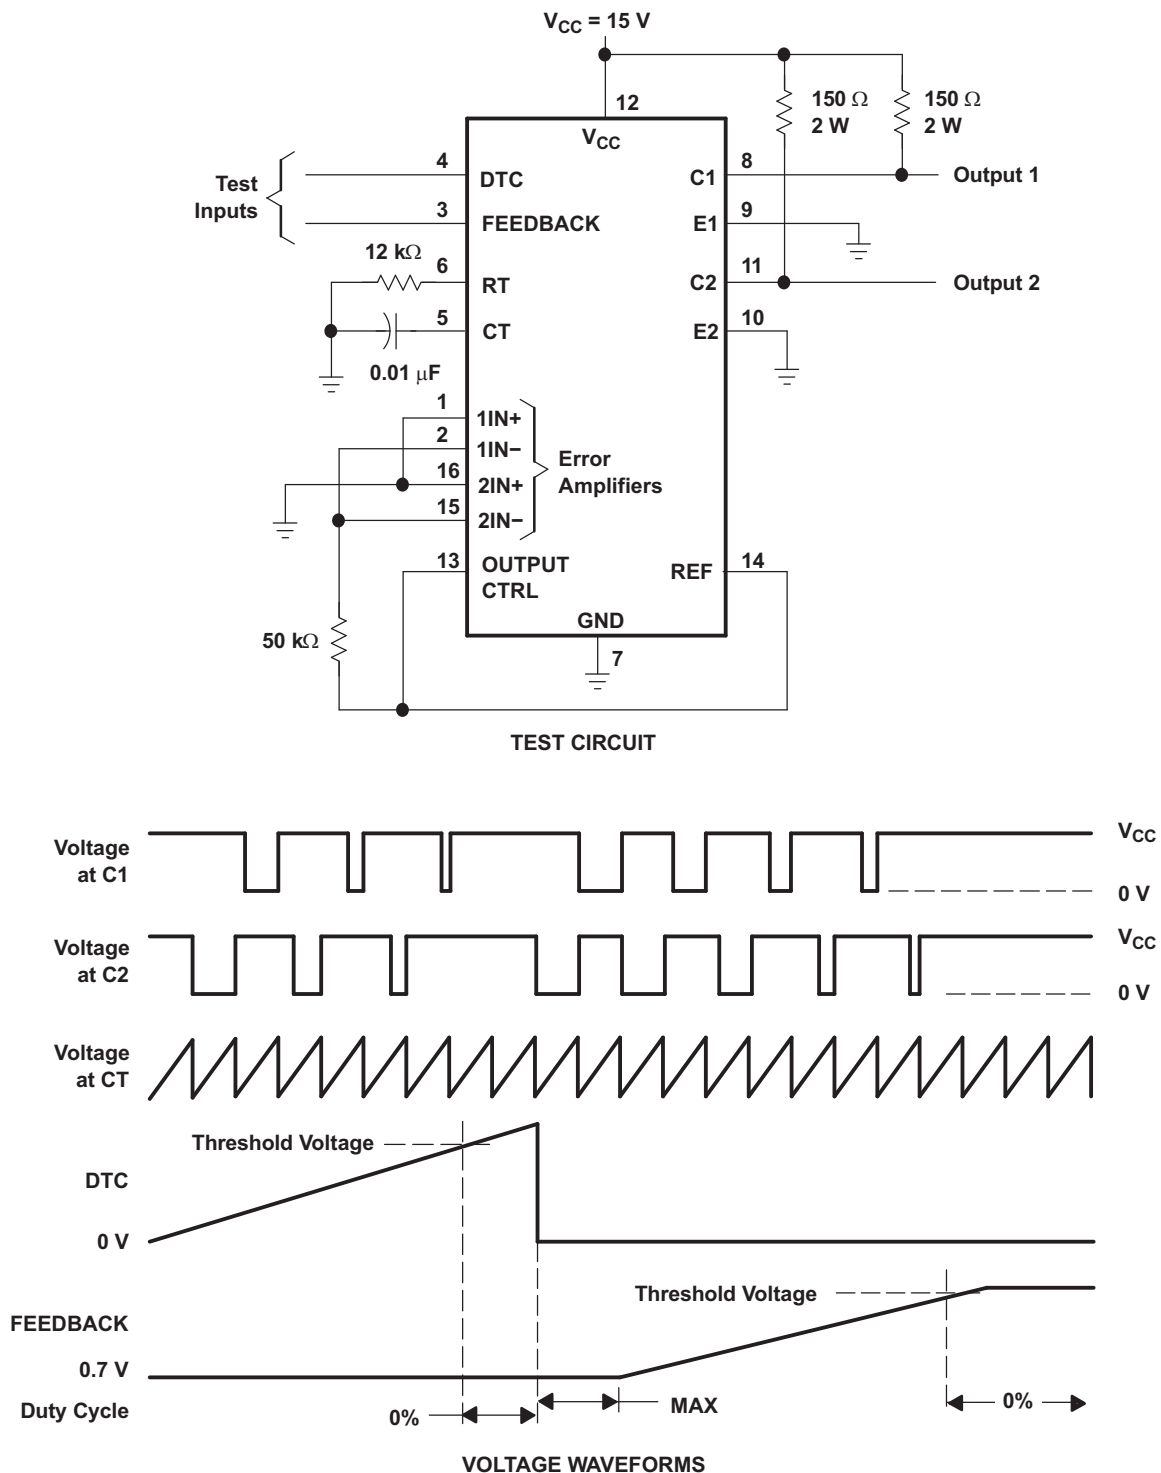 V_CC = 15 V
12
150 Ω
2 W
150 Ω
2 W
V_CC
4
DTC
8
C1
Output 1
Test
Inputs
3
FEEDBACK
9
E1
12 kΩ
6
RT
11
C2
Output 2
5
CT
10
E2
0.01 μF
1
1IN+
2
1IN−
16
2IN+
15
2IN−
Error
Amplifiers
13
OUTPUT
CTRL
REF
14
GND
7
50 kΩ
TEST CIRCUIT
Voltage
at C1
V_CC
0 V
Voltage
at C2
V_CC
0 V
Voltage
at CT
Threshold Voltage
DTC
0 V
Threshold Voltage
FEEDBACK
0.7 V
Duty Cycle
0%
MAX
0%
VOLTAGE WAVEFORMS